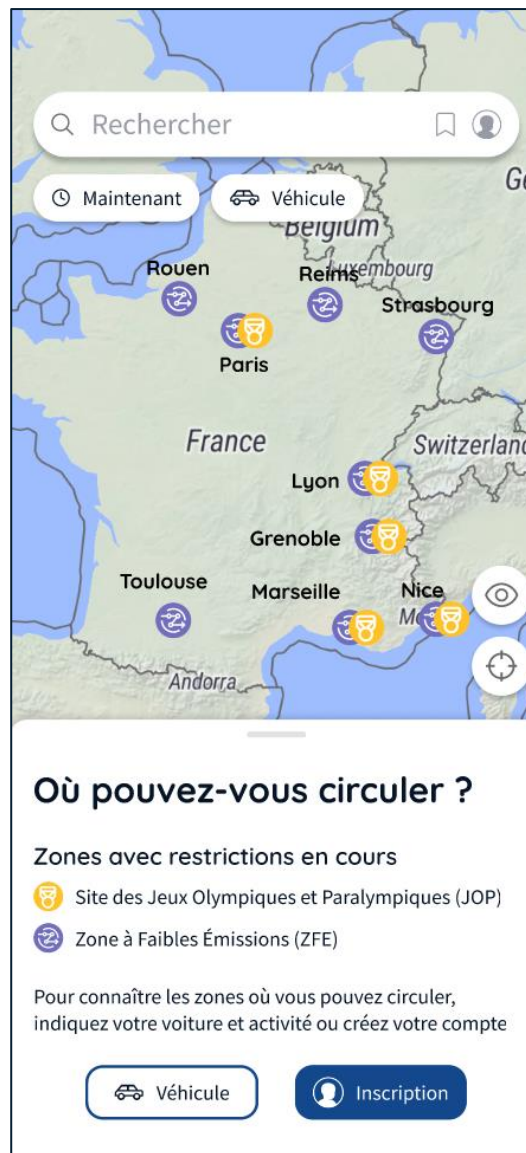 Rechercher
Maintenant
Véhicule
Belgium
Rouen
Reims
Luxembourg
Strasbourg
Paris
France
Switzerland
Lyon
Grenoble
Toulouse
Marseille
Nice
Andorra
Où pouvez-vous circuler ?
Zones avec restrictions en cours
Site des Jeux Olympiques et Paralympiques (JOP)
Zone à Faibles Émissions (ZFE)
Pour connaître les zones où vous pouvez circuler,
indiquez votre voiture et activité ou créez votre compte
Véhicule
Inscription